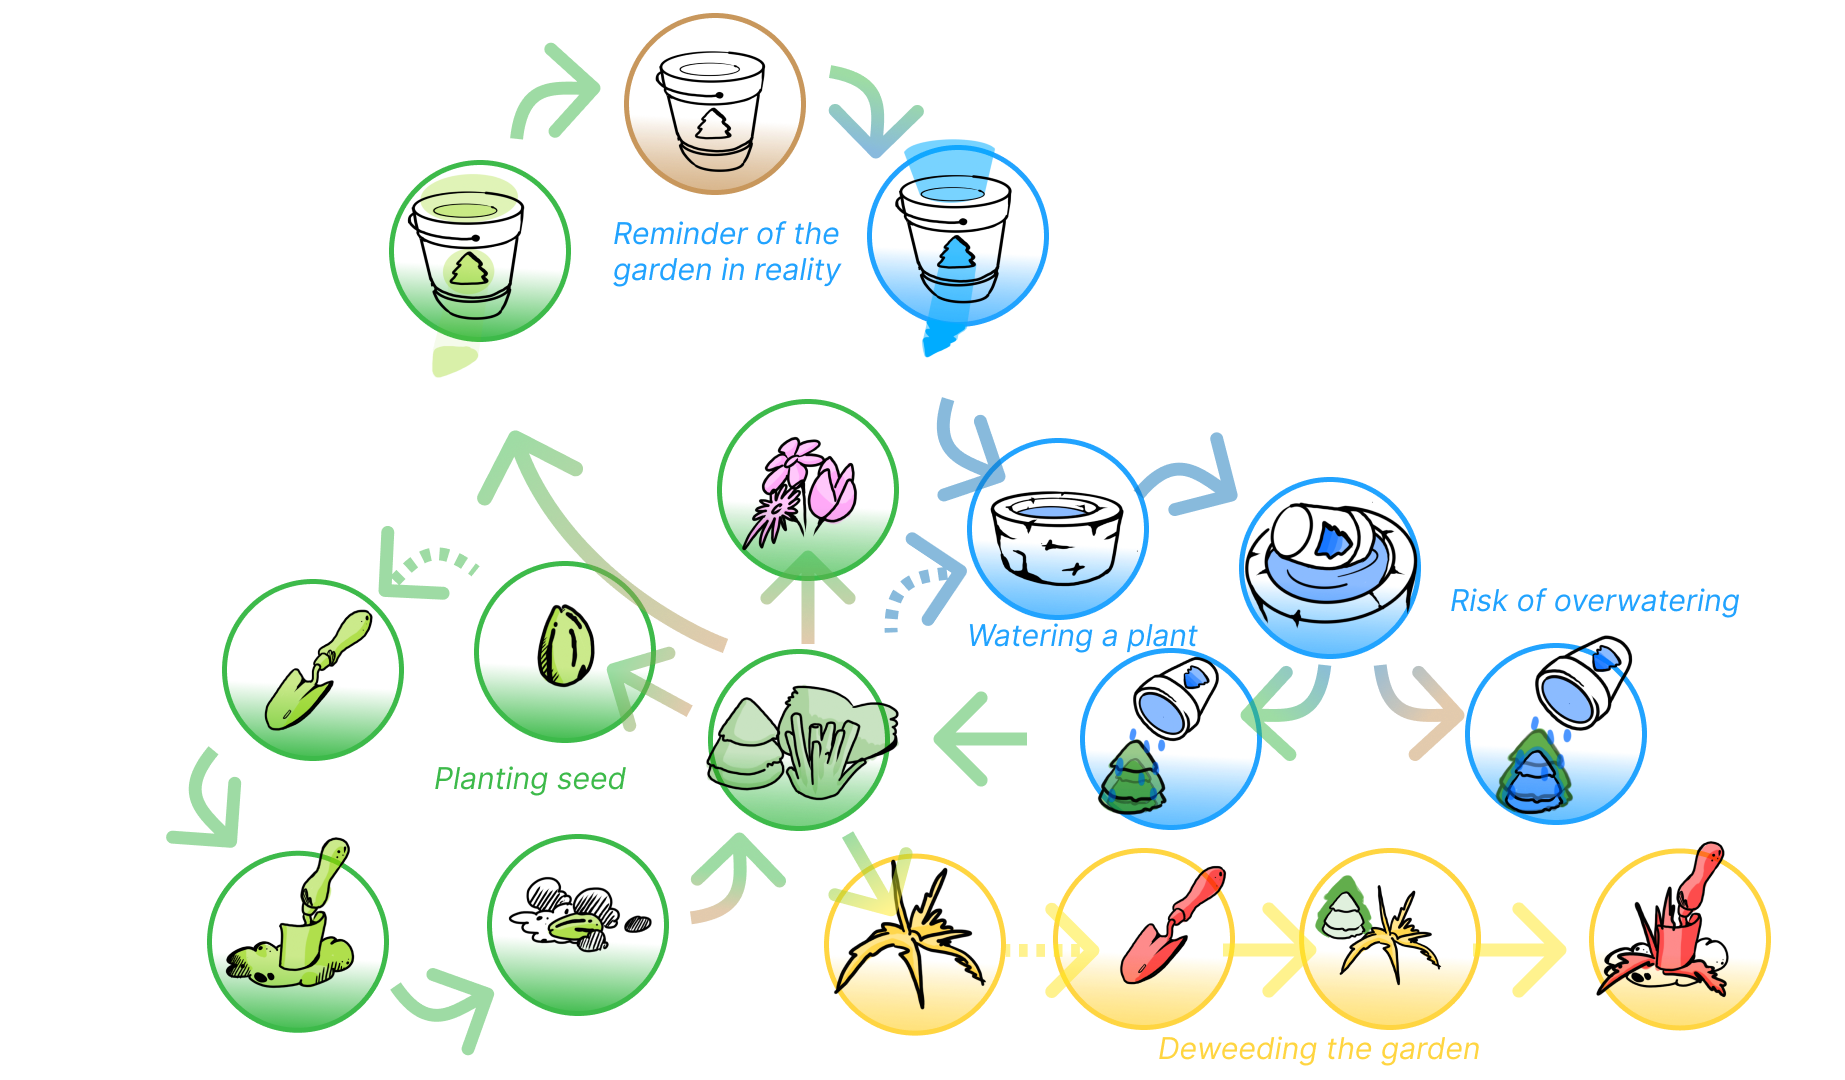 Reminder of the
garden in reality
Risk of overwatering
Watering a plant
Planting seed
Deweeding the garden